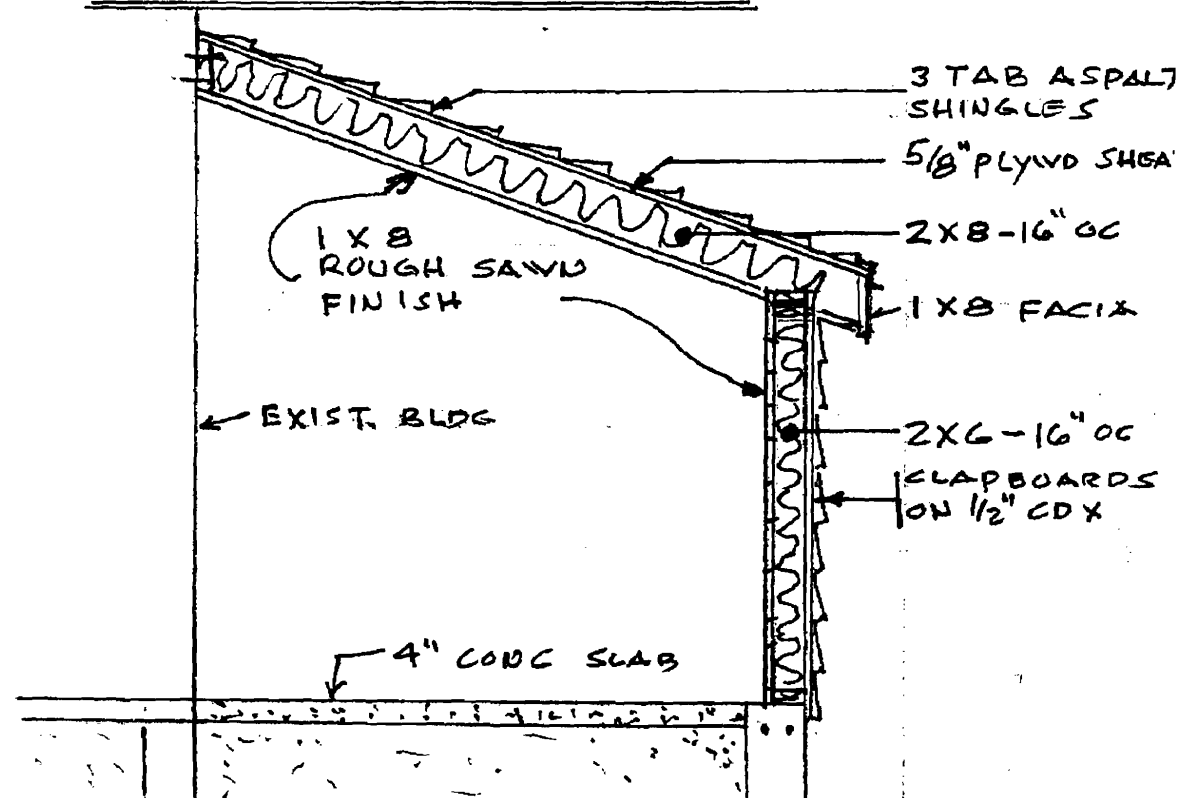 3 TAB ASPALT
SHINGLES
5/8" PLYWD SHEA
2X8-16" OC
1 X 8
ROUGH SAWN
FINISH
1X8 FACIA
EXIST. BLDG
2X6-16" OC
CLAPBOARDS
ON 1/2" CDX
4" CONC SLAB